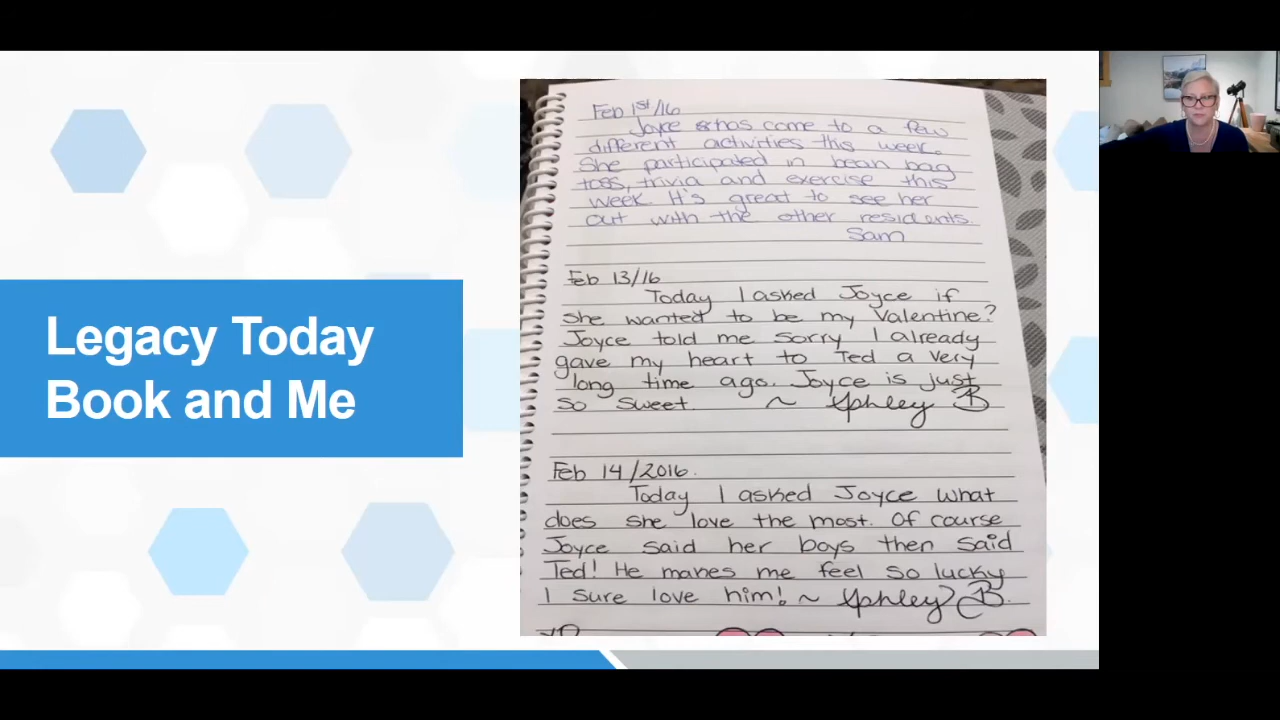 Legacy Today
Book and Me
Feb 1st/16
Joyce has come to a few
different activities this week.
She participated in bean bag
toss, trivia and exercise this
week. It's great to see her
out with the other residents.
Sam
Feb 13/16
Today I asked Joyce if
she wanted to be my Valentine?
Joyce told me sorry I already
gave my heart to Ted a very
long time ago. Joyce is just
so sweet. ~ B
Feb 14/2016.
Today I asked Joyce what
does she love the most. Of course
Joyce said her boys then said
Ted! He makes me feel so lucky
I sure love him! ~ B.